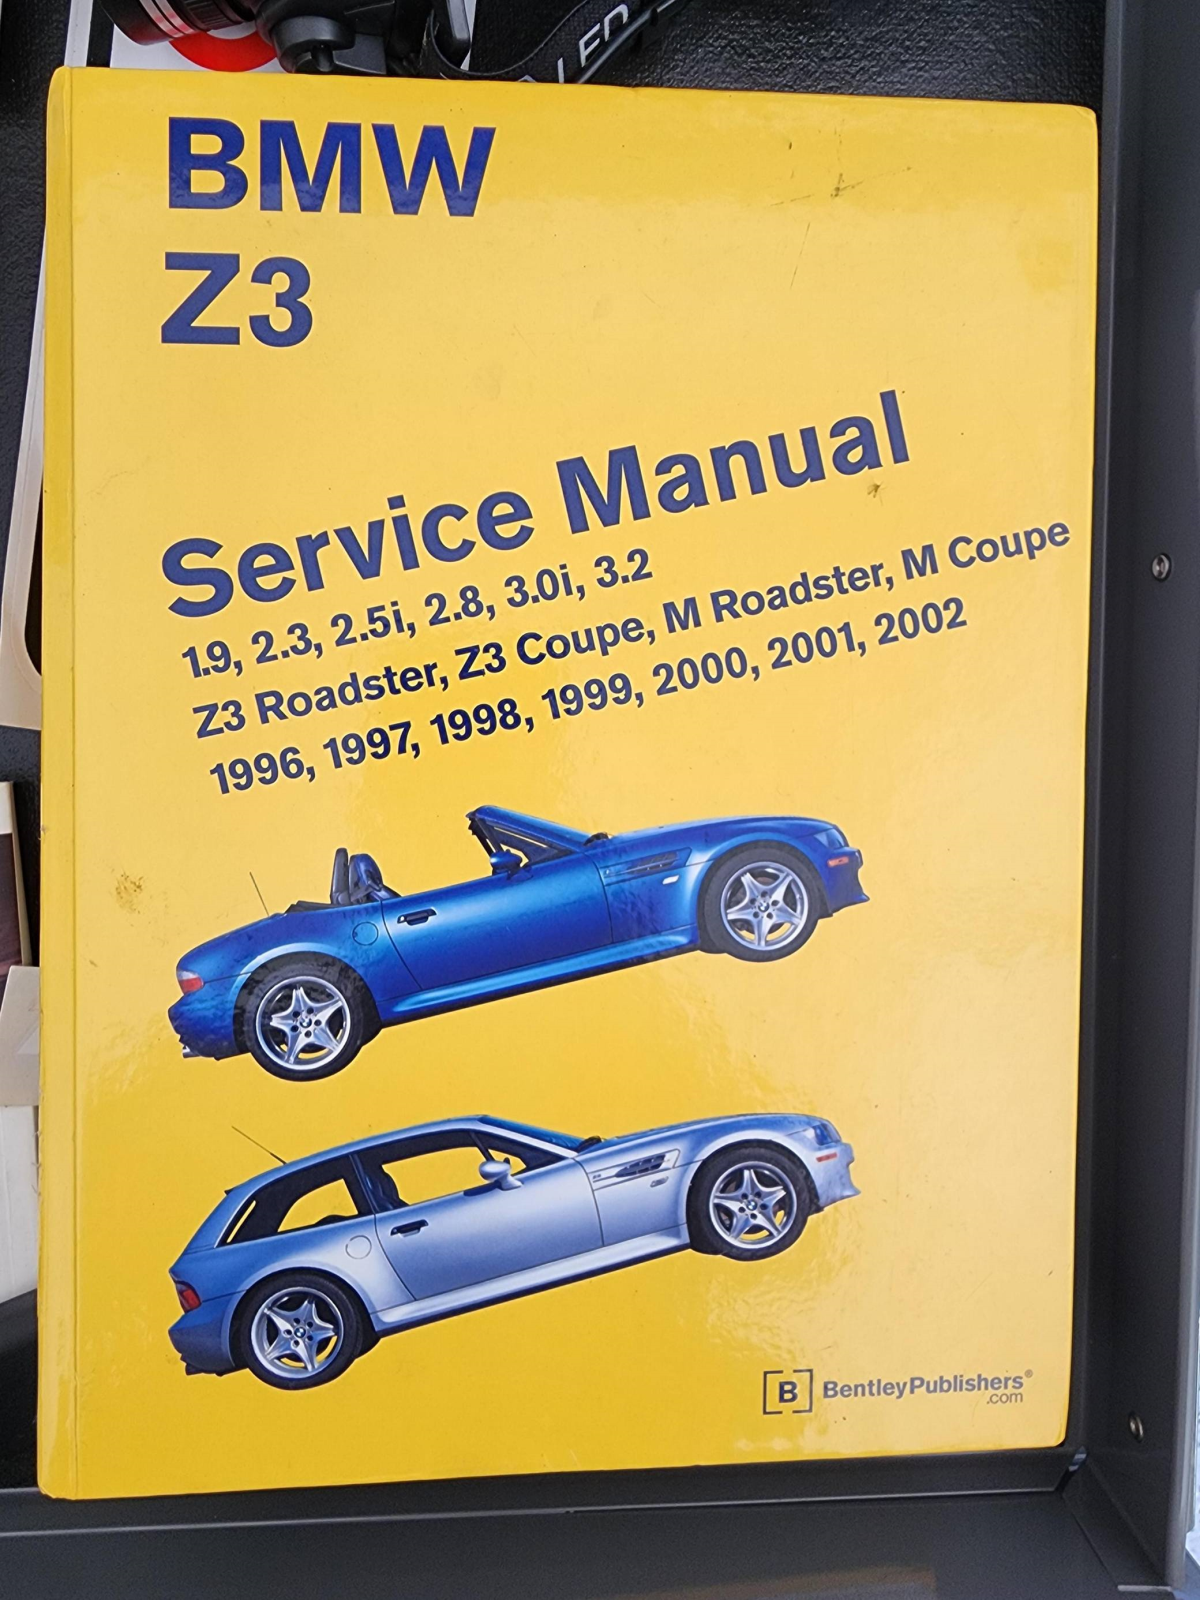 BMW
Z3
Service Manual
1.9, 2.3, 2.5i, 2.8, 3.0i, 3.2
Z3 Roadster, Z3 Coupe, M Roadster, M Coupe
1996, 1997, 1998, 1999, 2000, 2001, 2002
B BentleyPublishers®
.com